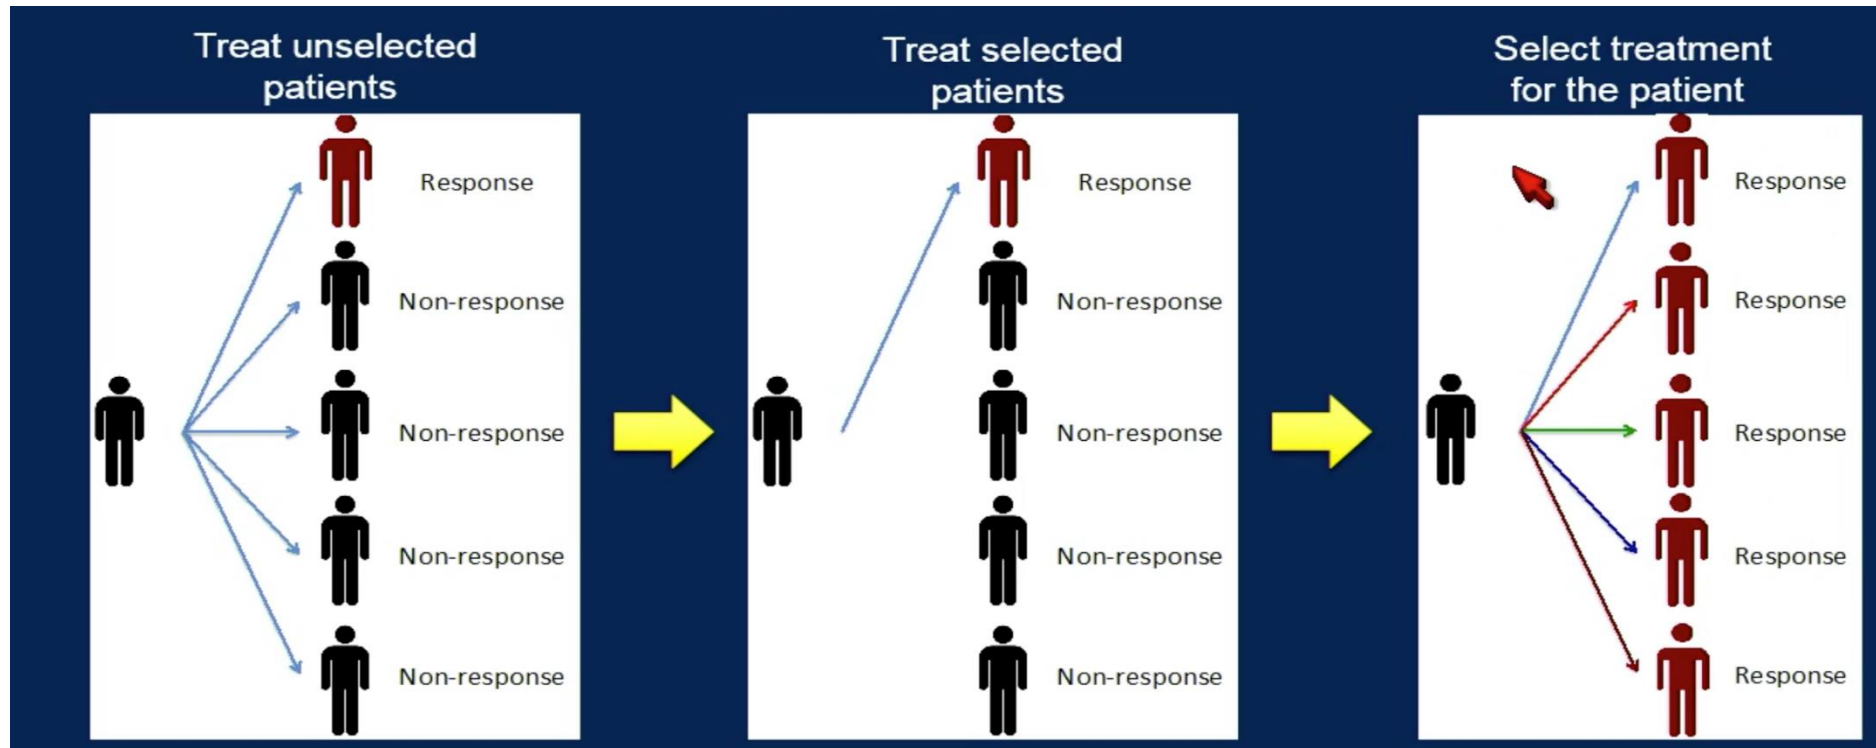 Treat unselected
patients
Response
Non-response
Non-response
Non-response
Non-response
Treat selected
patients
Response
Non-response
Non-response
Non-response
Non-response
Select treatment
for the patient
Response
Response
Response
Response
Response